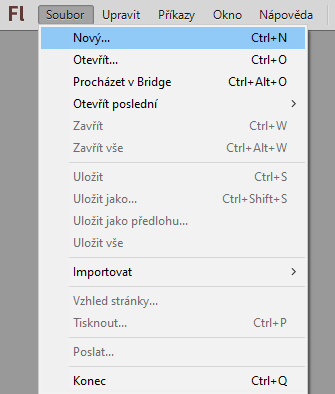 Fl Soubor Upravit Příkazy Okno Nápověda
Nový... Ctrl+N
Otevřít... Ctrl+O
Procházet v Bridge Ctrl+Alt+O
Otevřít poslední
Zavřít Ctrl+W
Zavřít vše Ctrl+Alt+W
Uložit Ctrl+S
Uložit jako... Ctrl+Shift+S
Uložit jako předlohu...
Uložit vše
Importovat
Vzhled stránky...
Tisknout... Ctrl+P
Poslat...
Konec Ctrl+Q